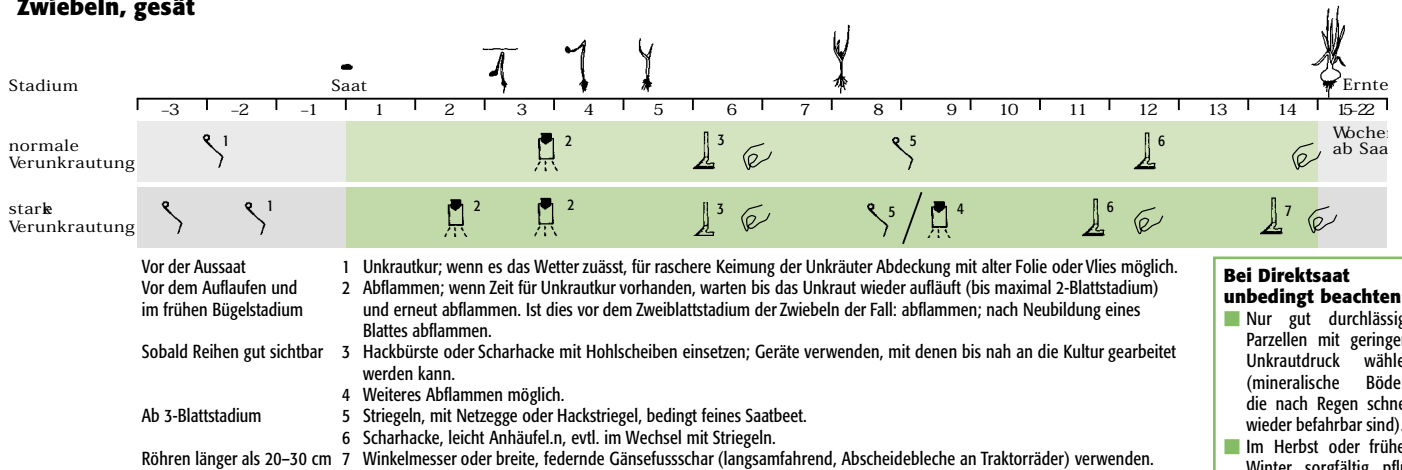 Zwiebeln, gesät
Stadium
Saat
Ernte
–3 –2 –1 1 2 3 4 5 6 7 8 9 10 11 12 13 14 15-22
normale
Verunkrautung
1 2 3 5 6
ab Saa
starke
Verunkrautung
1 2 2 3 5 4 6 7
Vor der Aussaat 1 Unkrautkur; wenn es das Wetter zuässt, für raschere Keimung der Unkräuter Abdeckung mit alter Folie oder Vlies möglich.
Vor dem Auflaufen und 2 Abflammen; wenn Zeit für Unkrautkur vorhanden, warten bis das Unkraut wieder aufläuft (bis maximal 2-Blattstadium)
im frühen Bügelstadium und erneut abflammen. Ist dies vor dem Zweiblattstadium der Zwiebeln der Fall: abflammen; nach Neubildung eines
Blattes abflammen.
Sobald Reihen gut sichtbar 3 Hackbürste oder Scharhacke mit Hohlscheiben einsetzen; Geräte verwenden, mit denen bis nah an die Kultur gearbeitet
werden kann.
4 Weiteres Abflammen möglich.
Ab 3-Blattstadium 5 Striegeln, mit Netzegge oder Hackstriegel, bedingt feines Saatbeet.
6 Scharhacke, leicht Anhäufel.n, evtl. im Wechsel mit Striegeln.
Röhren länger als 20–30 cm 7 Winkelmesser oder breite, federnde Gänsefussschar (langsamfahrend, Abscheidebleche an Traktorräder) verwenden.
Bei Direktsaat
unbedingt beachten
Nur gut durchlässig
Parzellen mit geringe
Unkrautdruck wähle
(mineralische Böde
die nach Regen schne
wieder befahrbar sind).
Im Herbst oder frühe
Winter sorgfältig pflu